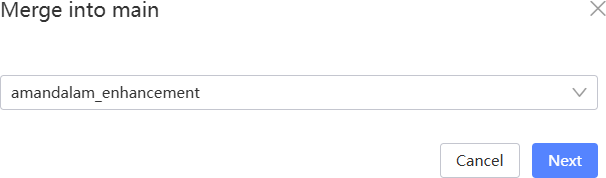 Merge into main
amandalam_enhancement
Cancel
Next